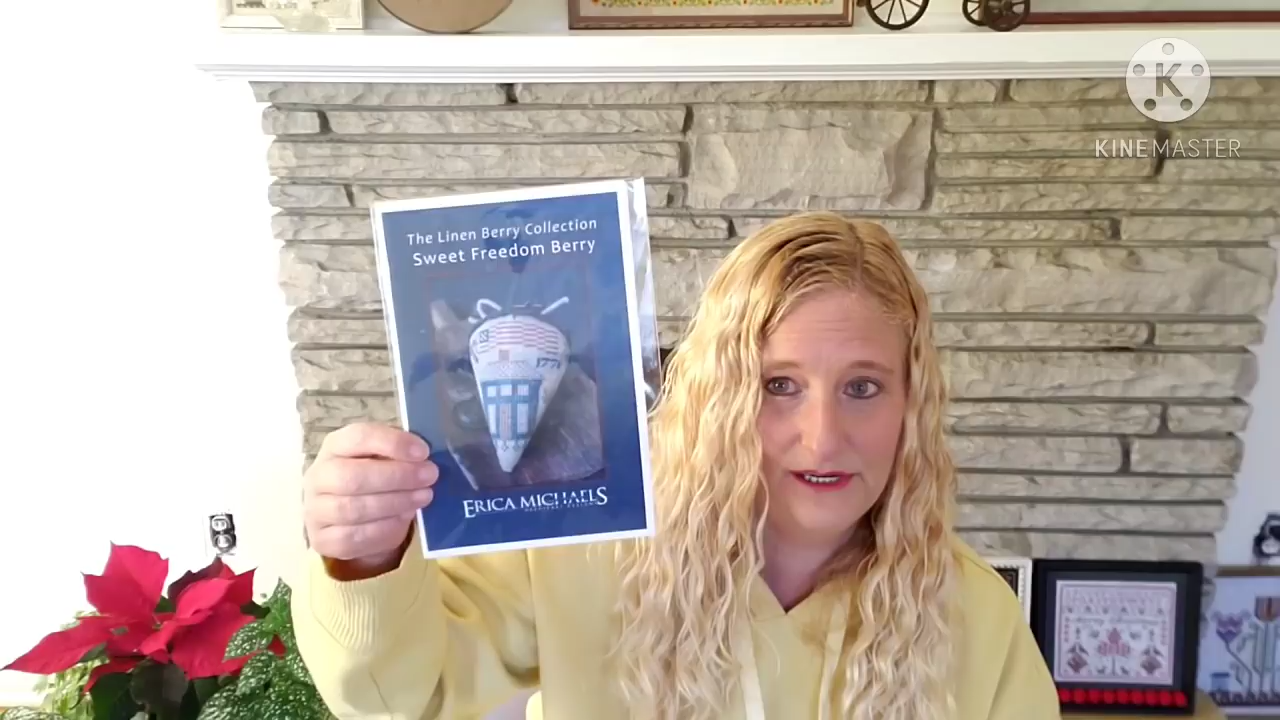 KINEMASTER
The Linen Berry Collection
Sweet Freedom Berry
ERICA MICHAELS